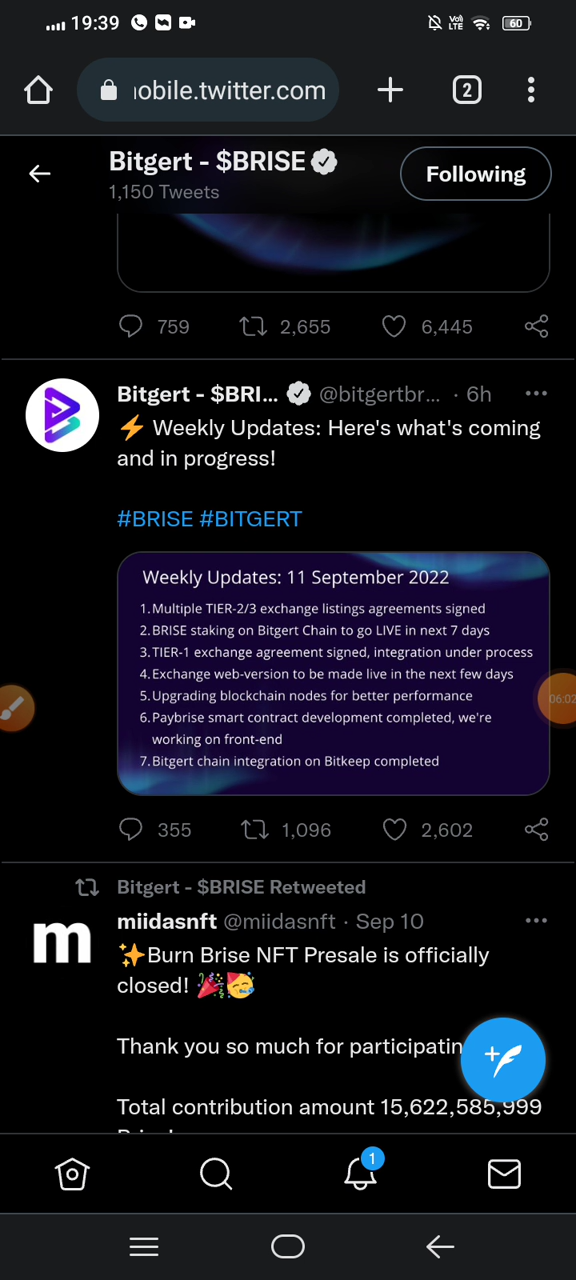 19:39
Vo) LTE
60
nobile.twitter.com
2
Bitgert - $BRISE
1,150 Tweets
Following
759 2,655 6,445
Bitgert - $BRI... @bitgertbr... · 6h
⚡ Weekly Updates: Here's what's coming
and in progress!
#BRISE #BITGERT
Weekly Updates: 11 September 2022
1. Multiple TIER-2/3 exchange listings agreements signed
2. BRISE staking on Bitgert Chain to go LIVE in next 7 days
3. TIER-1 exchange agreement signed, integration under process
4. Exchange web-version to be made live in the next few days
5. Upgrading blockchain nodes for better performance
6. Paybrise smart contract development completed, we're
working on front-end
7. Bitgert chain integration on Bitkeep completed
06:02
355 1,096 2,602
Bitgert - $BRISE Retweeted
m
miidasnft @miidasnft · Sep 10
✨Burn Brise NFT Presale is officially
closed! 🎉🥳
Thank you so much for participatin
Total contribution amount 15,622,585,999
1